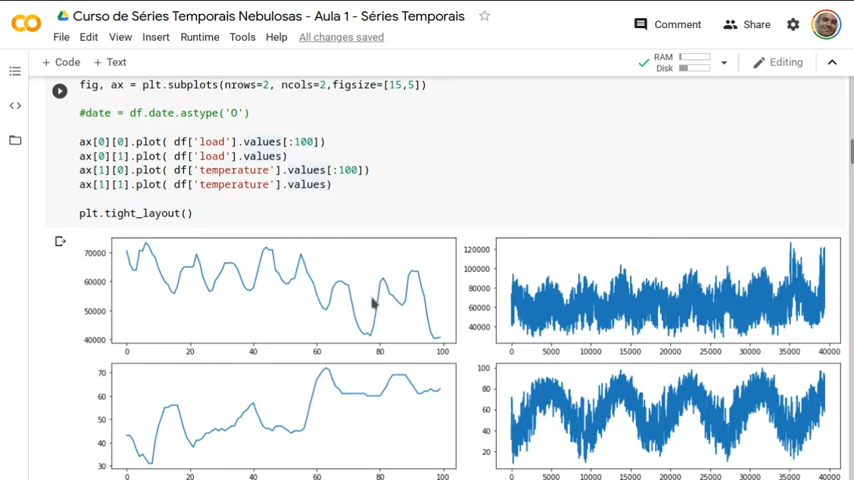 Curso de Séries Temporais Nebulosas - Aula 1 - Séries Temporais
Comment
Share
File Edit View Insert Runtime Tools Help All changes saved
+ Code + Text
RAM
Disk
Editing
fig, ax = plt.subplots(nrows=2, ncols=2,figsize=[15,5])
#date = df.date.astype('O')
ax[0][0].plot( df['load'].values[:100])
ax[0][1].plot( df['load'].values)
ax[1][0].plot( df['temperature'].values[:100])
ax[1][1].plot( df['temperature'].values)
plt.tight_layout()
70000
60000
50000
40000
0 20 40 60 80 100
120000
100000
80000
60000
40000
0 5000 10000 15000 20000 25000 30000 35000 40000
70
60
50
40
30
0 20 40 60 80 100
100
80
60
40
20
0 5000 10000 15000 20000 25000 30000 35000 40000